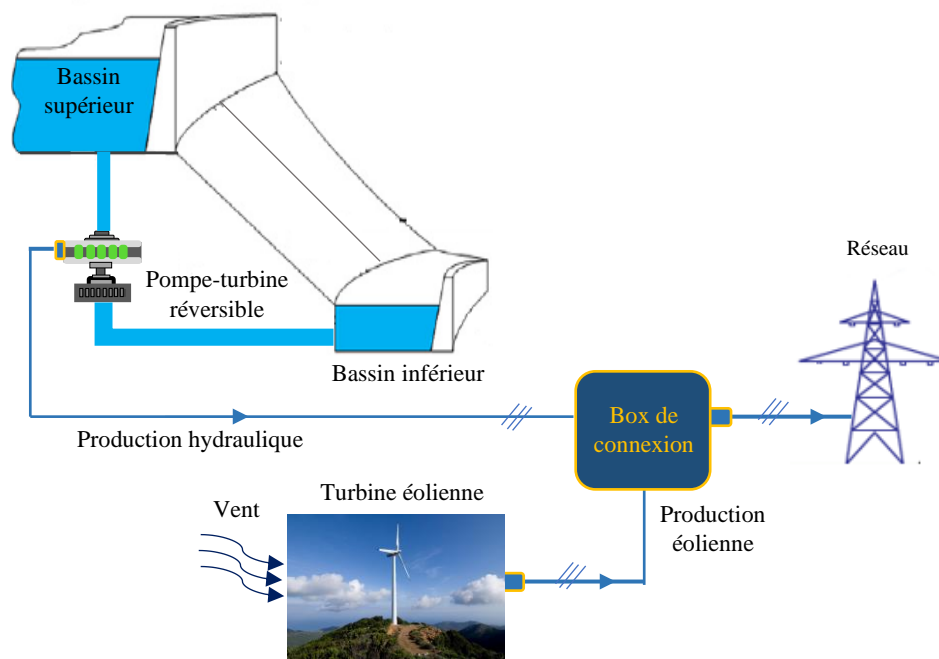 Bassin
supérieur
Pompe-turbine
réversible
Bassin inférieur
Réseau
Box de
connexion
Production hydraulique
Turbine éolienne
Vent
Production
éolienne